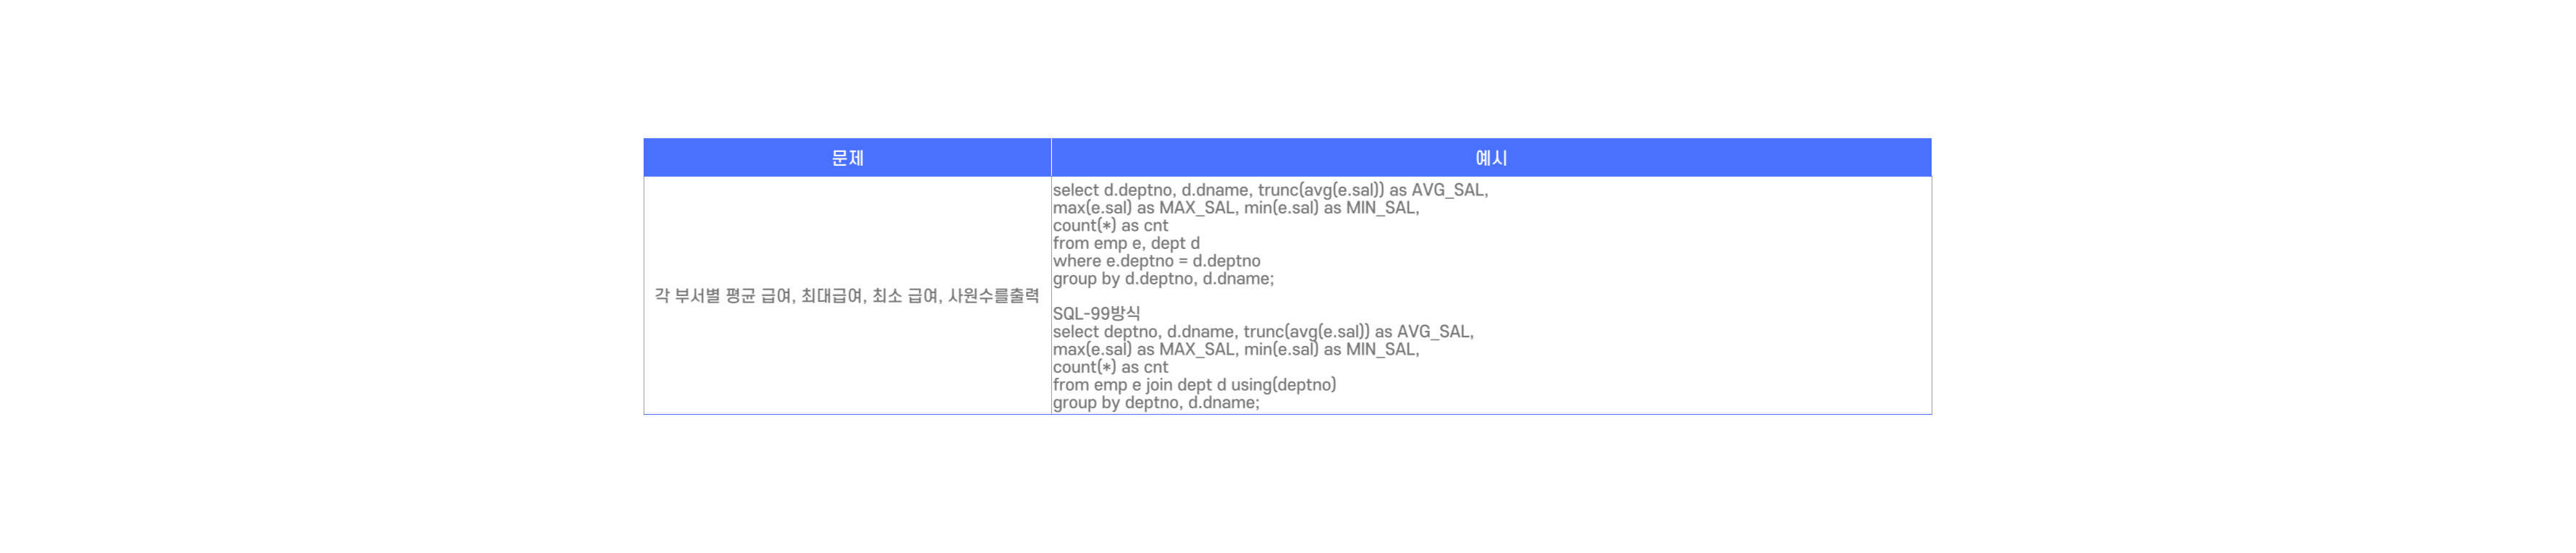 문제
예시
각 부서별 평균 급여, 최대급여, 최소 급여, 사원수를출력
select d.deptno, d.dname, trunc(avg(e.sal)) as AVG_SAL,
max(e.sal) as MAX_SAL, min(e.sal) as MIN_SAL,
count(*) as cnt
from emp e, dept d
where e.deptno = d.deptno
group by d.deptno, d.dname;
SQL-99방식
select deptno, d.dname, trunc(avg(e.sal)) as AVG_SAL,
max(e.sal) as MAX_SAL, min(e.sal) as MIN_SAL,
count(*) as cnt
from emp e join dept d using(deptno)
group by deptno, d.dname;